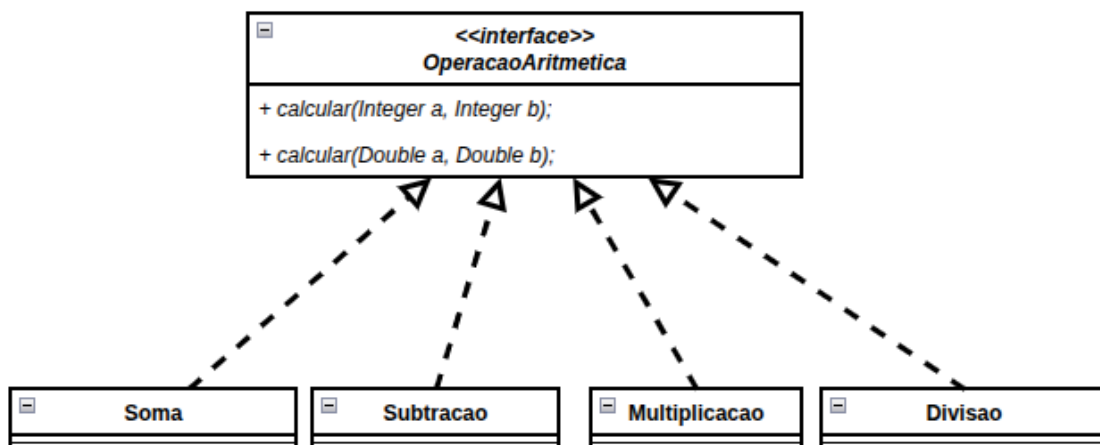 <<interface>>
OperacaoAritmetica
+ calcular(Integer a, Integer b);
+ calcular(Double a, Double b);
Soma
Subtracao
Multiplicacao
Divisao